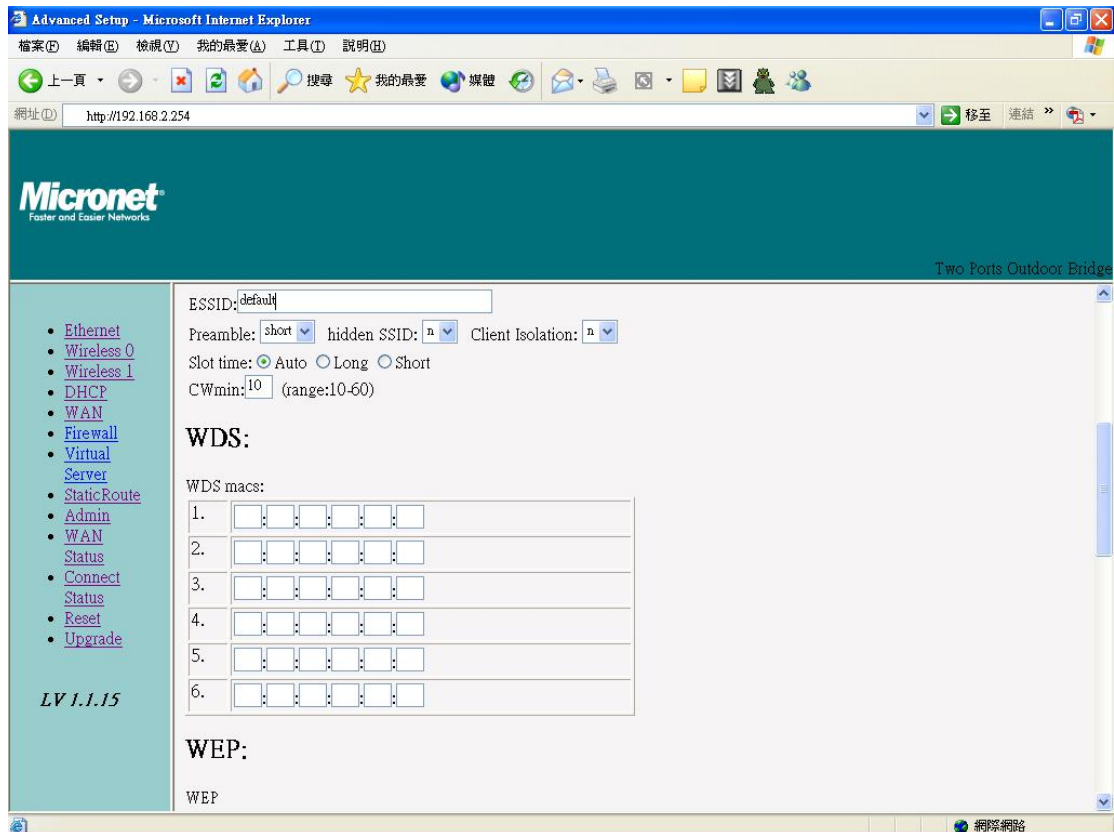 Advanced Setup - Microsoft Internet Explorer
檔案(F) 編輯(E) 檢視(V) 我的最愛(A) 工具(T) 說明(H)
上一頁 搜尋 我的最愛 媒體
網址(D) http://192.168.2.254 移至 連結 »
Micronet
Faster and Easier Networks
Two Ports Outdoor Bridge
Ethernet
Wireless 0
Wireless 1
DHCP
WAN
Firewall
Virtual
Server
StaticRoute
Admin
WAN
Status
Connect
Status
Reset
Upgrade
LV 1.1.15
ESSID: default
Preamble: short hidden SSID: n Client Isolation: n
Slot time: Auto Long Short
CWmin: 10 (range:10-60)
WDS:
WDS macs:
1. : : : : :
2. : : : : :
3. : : : : :
4. : : : : :
5. : : : : :
6. : : : : :
WEP:
WEP
網際網路